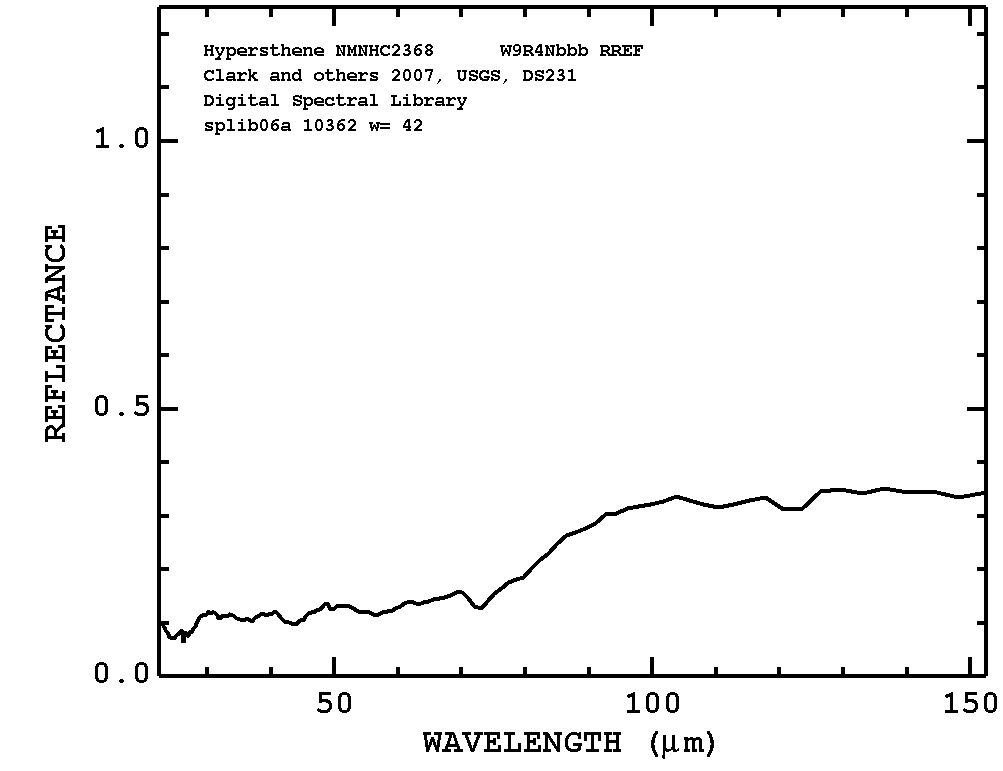 Hypersthene NMNHC2368 W9R4Nbbb RREF
Clark and others 2007, USGS, DS231
Digital Spectral Library
splib06a 10362 w= 42
1.0
REFLECTANCE
0.5
0.0
50 100 150
WAVELENGTH (μm)